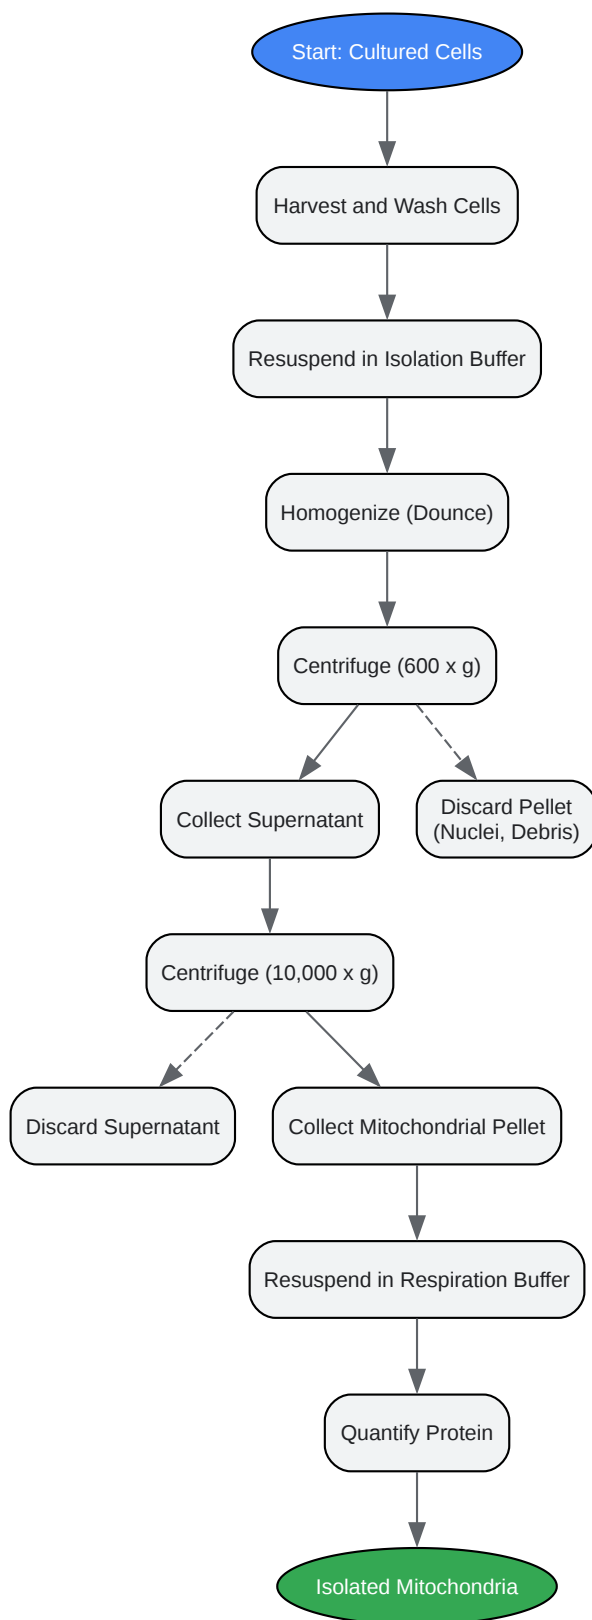 Start: Cultured Cells
Harvest and Wash Cells
Resuspend in Isolation Buffer
Homogenize (Dounce)
Centrifuge (600 x g)
Collect Supernatant
Discard Pellet
(Nuclei, Debris)
Centrifuge (10,000 x g)
Discard Supernatant
Collect Mitochondrial Pellet
Resuspend in Respiration Buffer
Quantify Protein
Isolated Mitochondria